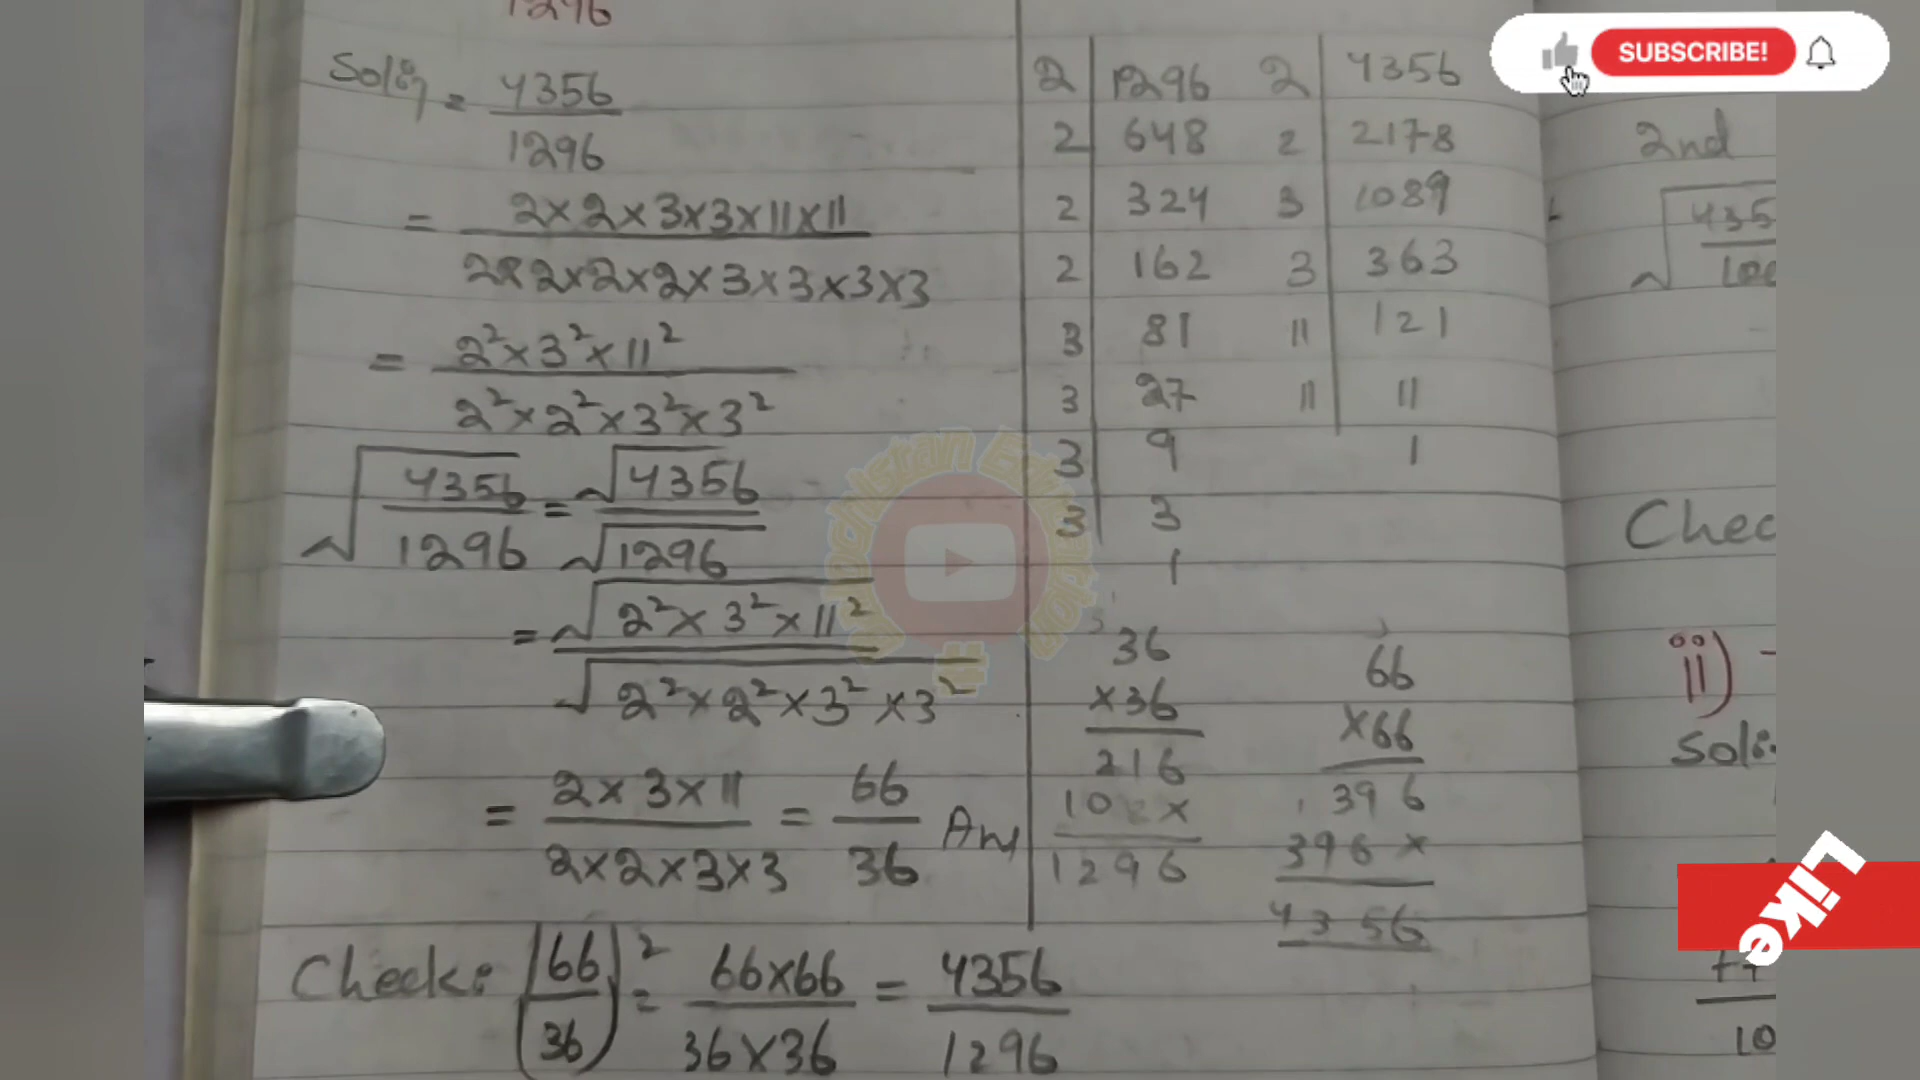 1296
Sol:, = 4356
1296
= 2×2×3×3×11×11
2×2×2×2×3×3×3×3
= 2²×3²×11²
2²×2²×3²×3²
√4356/1296 = √4356/√1296
= √2²×3²×11²
√2²×2²×3²×3²
= 2×3×11 = 66 Ans
2×2×3×3 36
Check: (66/36)² = 66×66 = 4356
36×36 1296
2 1296 2 4356
2 648 2 2178
2 324 3 1089
2 162 3 363
3 81 11 121
3 27 11 11
3 9 1
3 3
1
36 66
×36 ×66
216 396
396×
1296 4356
2nd
√435
100
Chec
ii)
Sol:
10
SUBSCRIBE!
Like